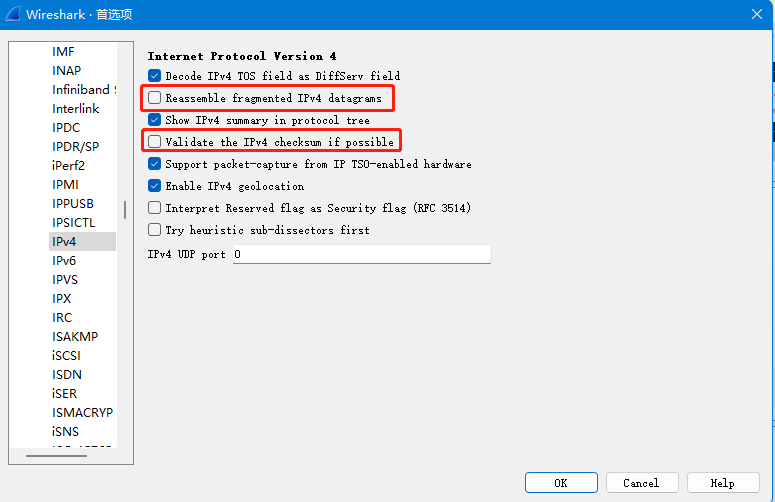 Wireshark · 首选项
IMF
INAP
Infiniband
Interlink
IPDC
IPDR/SP
iPerf2
IPMI
IPPUSB
IPSICTL
IPv4
IPv6
IPVS
IPX
IRC
ISAKMP
iSCSI
ISDN
iSER
ISMACRYP
iSNS
Internet Protocol Version 4
Decode IPv4 TOS field as DiffServ field
Reassemble fragmented IPv4 datagrams
Show IPv4 summary in protocol tree
Validate the IPv4 checksum if possible
Support packet-capture from IP TSO-enabled hardware
Enable IPv4 geolocation
Interpret Reserved flag as Security flag (RFC 3514)
Try heuristic sub-dissectors first
IPv4 UDP port 0
OK Cancel Help